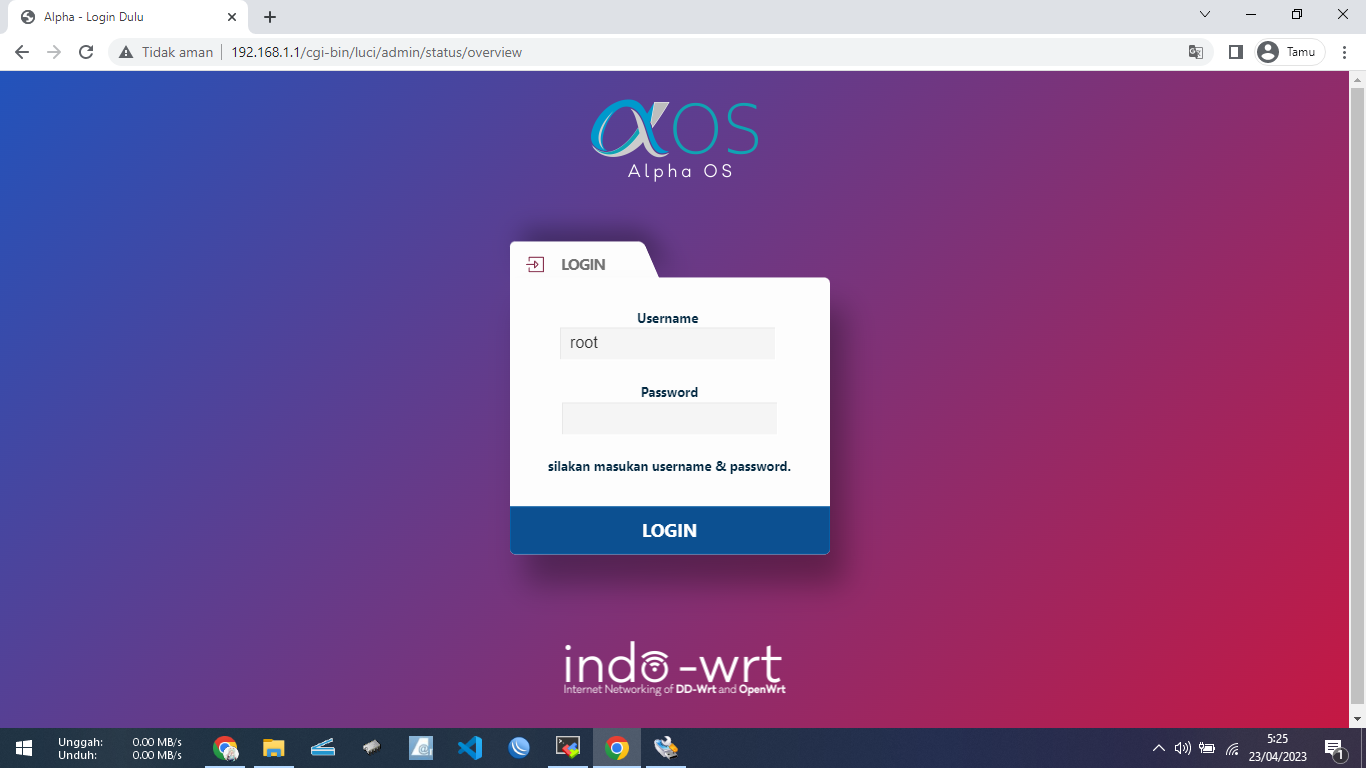 Alpha - Login Dulu
Tidak aman
192.168.1.1/cgi-bin/luci/admin/status/overview
Tamu
αOS
Alpha OS
LOGIN
Username
root
Password
silakan masukan username & password.
LOGIN
indo-wrt
Internet Networking of DD-Wrt and OpenWrt
Unggah: 0.00 MB/s
Unduh: 0.00 MB/s
5:25
23/04/2023
1